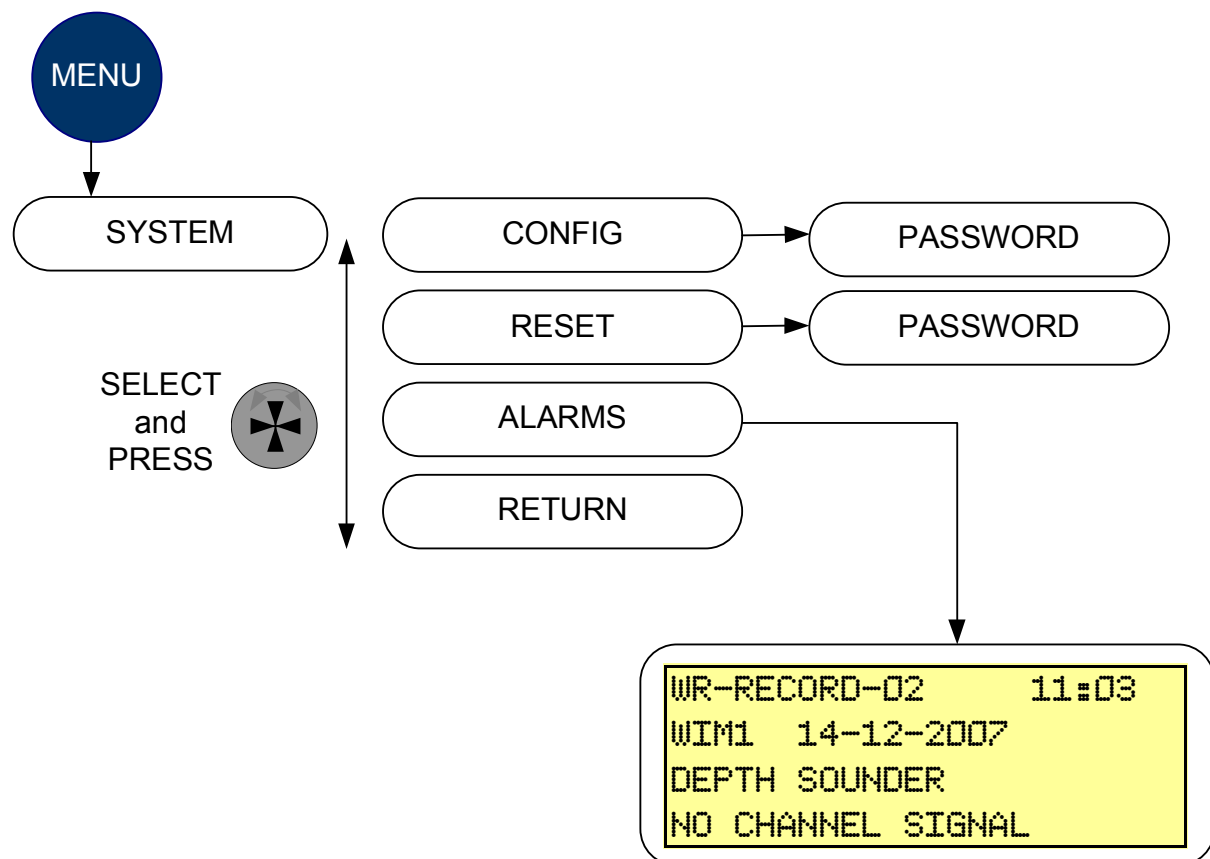 MENU
SYSTEM
CONFIG
PASSWORD
RESET
PASSWORD
SELECT
and
PRESS
ALARMS
RETURN
WR-RECORD-02 11:03
WIM1 14-12-2007
DEPTH SOUNDER
NO CHANNEL SIGNAL